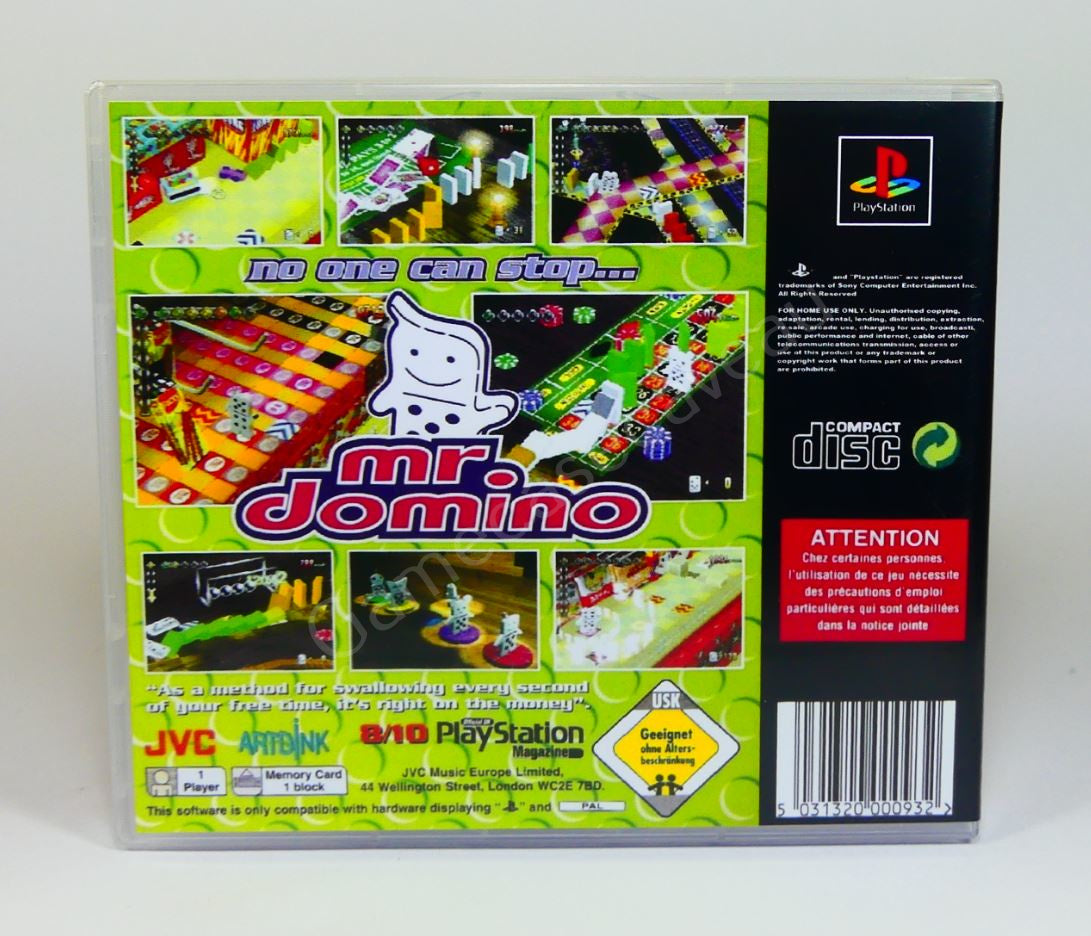 no one can stop...
mr
domino
"As a method for swallowing every second
of your free time, it's right on the money".
JVC
ARTDINK
8/10
Official UK
PlayStation
Magazine
USK
Geeignet
ohne Alters-
beschränkung
1
Player
Memory Card
1 block
JVC Music Europe Limited,
44 Wellington Street, London WC2E 7BD.
This software is only compatible with hardware displaying " " and
PAL
PlayStation
and "Playstation" are registered
trademarks of Sony Computer Entertainment Inc.
All Rights Reserved
FOR HOME USE ONLY. Unauthorised copying,
adaptation, rental, lending, distribution, extraction,
re-sale, arcade use, charging for use, broadcast,
public performance and internet, cable of other
telecommunications transmission, access or
use of this product or any trademark or
copyright work that forms part of this product
are prohibited.
COMPACT
disc
ATTENTION
Chez certaines personnes,
l'utilisation de ce jeu nécessite
des précautions d'emploi
particulières qui sont détaillées
dans la notice jointe
5 031320 000932 >